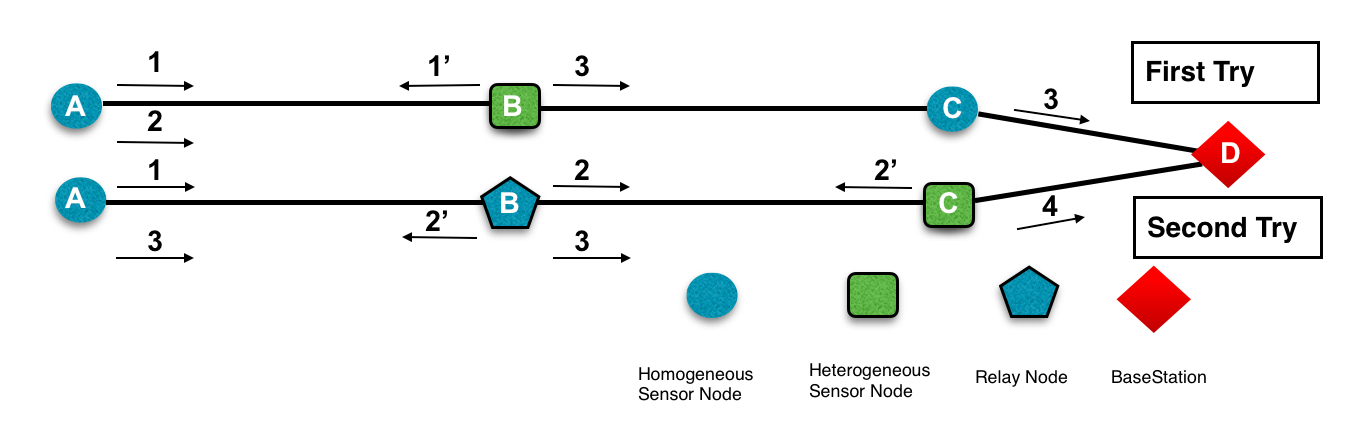 1
1’
3
First Try
A
B
C
3
2
D
1
2
2’
A
B
C
Second Try
2’
4
3
3
Homogeneous
Sensor Node
Heterogeneous
Sensor Node
Relay Node
BaseStation